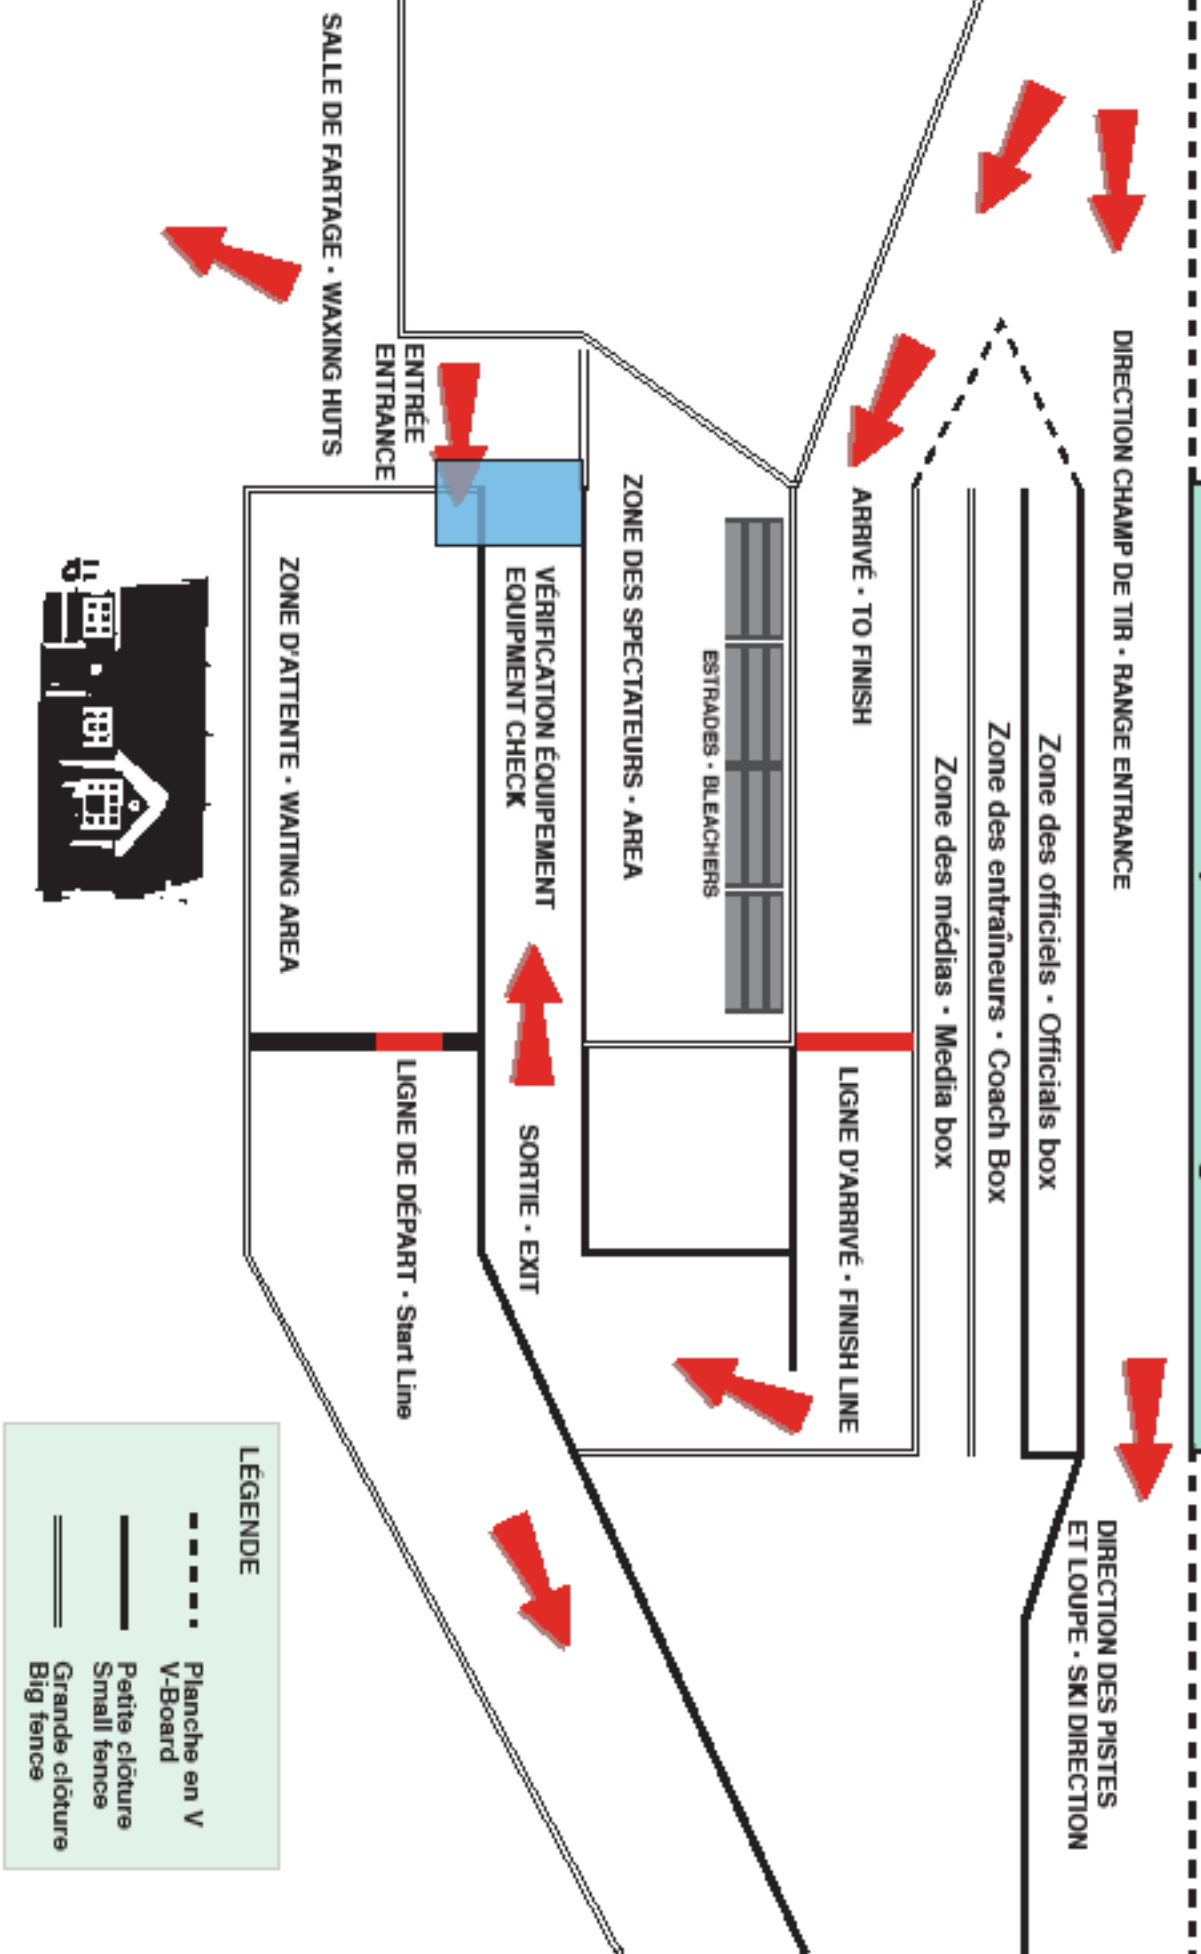 DIRECTION CHAMP DE TIR • RANGE ENTRANCE
DIRECTION DES PISTES
ET LOUPE • SKI DIRECTION
Zone des officiels • Officials box
Zone des entraîneurs • Coach Box
Zone des médias • Media box
ARRIVÉ • TO FINISH
LIGNE D'ARRIVÉ • FINISH LINE
ESTRADES • BLEACHERS
ZONE DES SPECTATEURS • AREA
VÉRIFICATION ÉQUIPEMENT
EQUIPMENT CHECK
SORTIE • EXIT
ENTRÉE
ENTRANCE
LIGNE DE DÉPART • Start Line
SALLE DE FARTAGE • WAXING HUTS
ZONE D'ATTENTE • WAITING AREA
LÉGENDE
Planche en V
V-Board
Petite clôture
Small fence
Grande clôture
Big fence